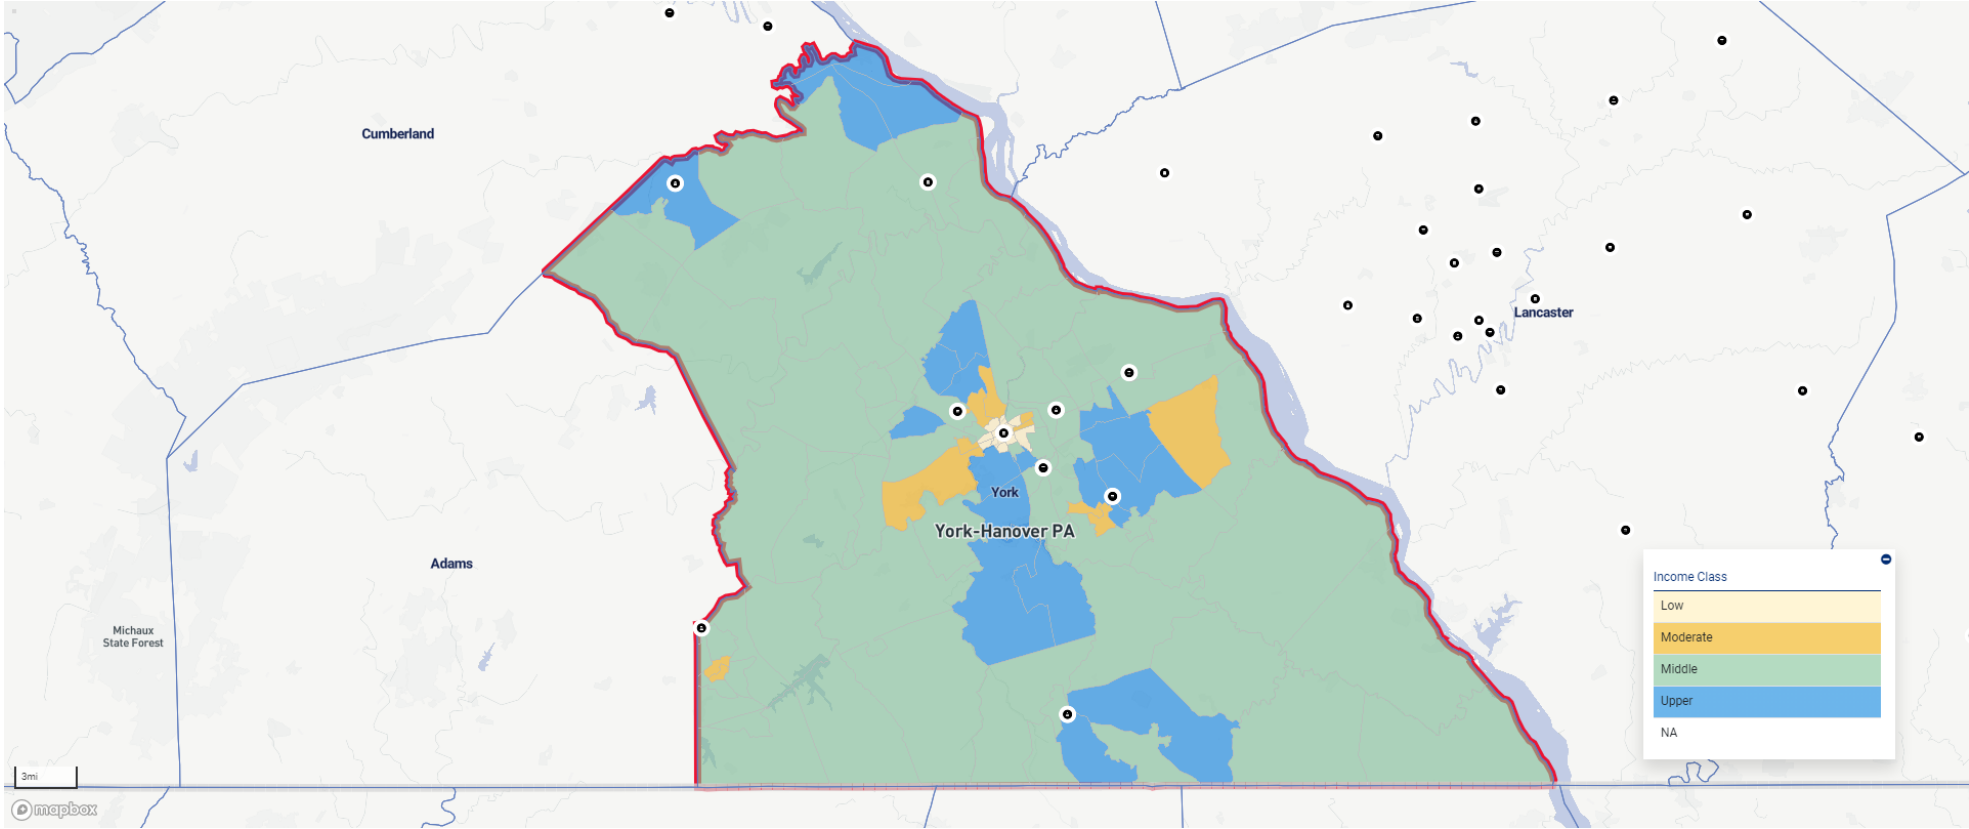 Cumberland
Lancaster
York
York-Hanover PA
Adams
Michaux
State Forest
Income Class
Low
Moderate
Middle
Upper
NA
3mi
mapbox